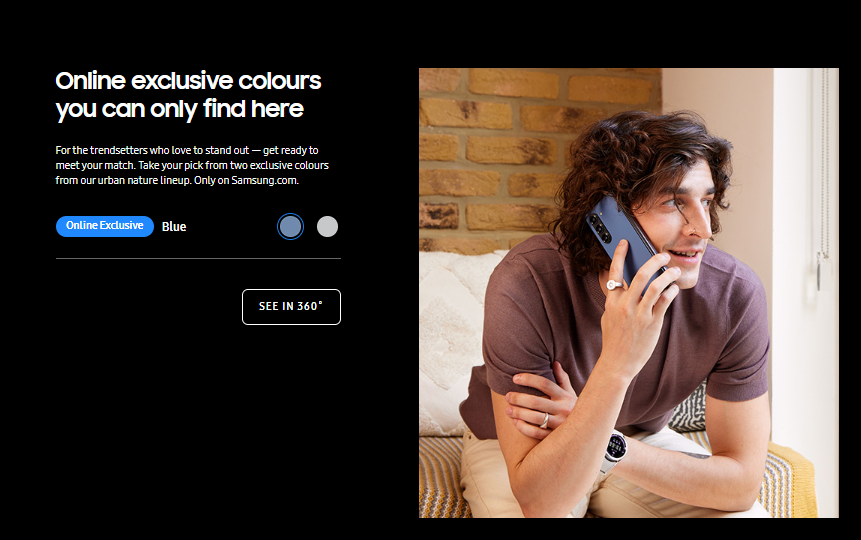 Online exclusive colours
you can only find here
For the trendsetters who love to stand out — get ready to
meet your match. Take your pick from two exclusive colours
from our urban nature lineup. Only on Samsung.com.
Online Exclusive Blue
SEE IN 360°